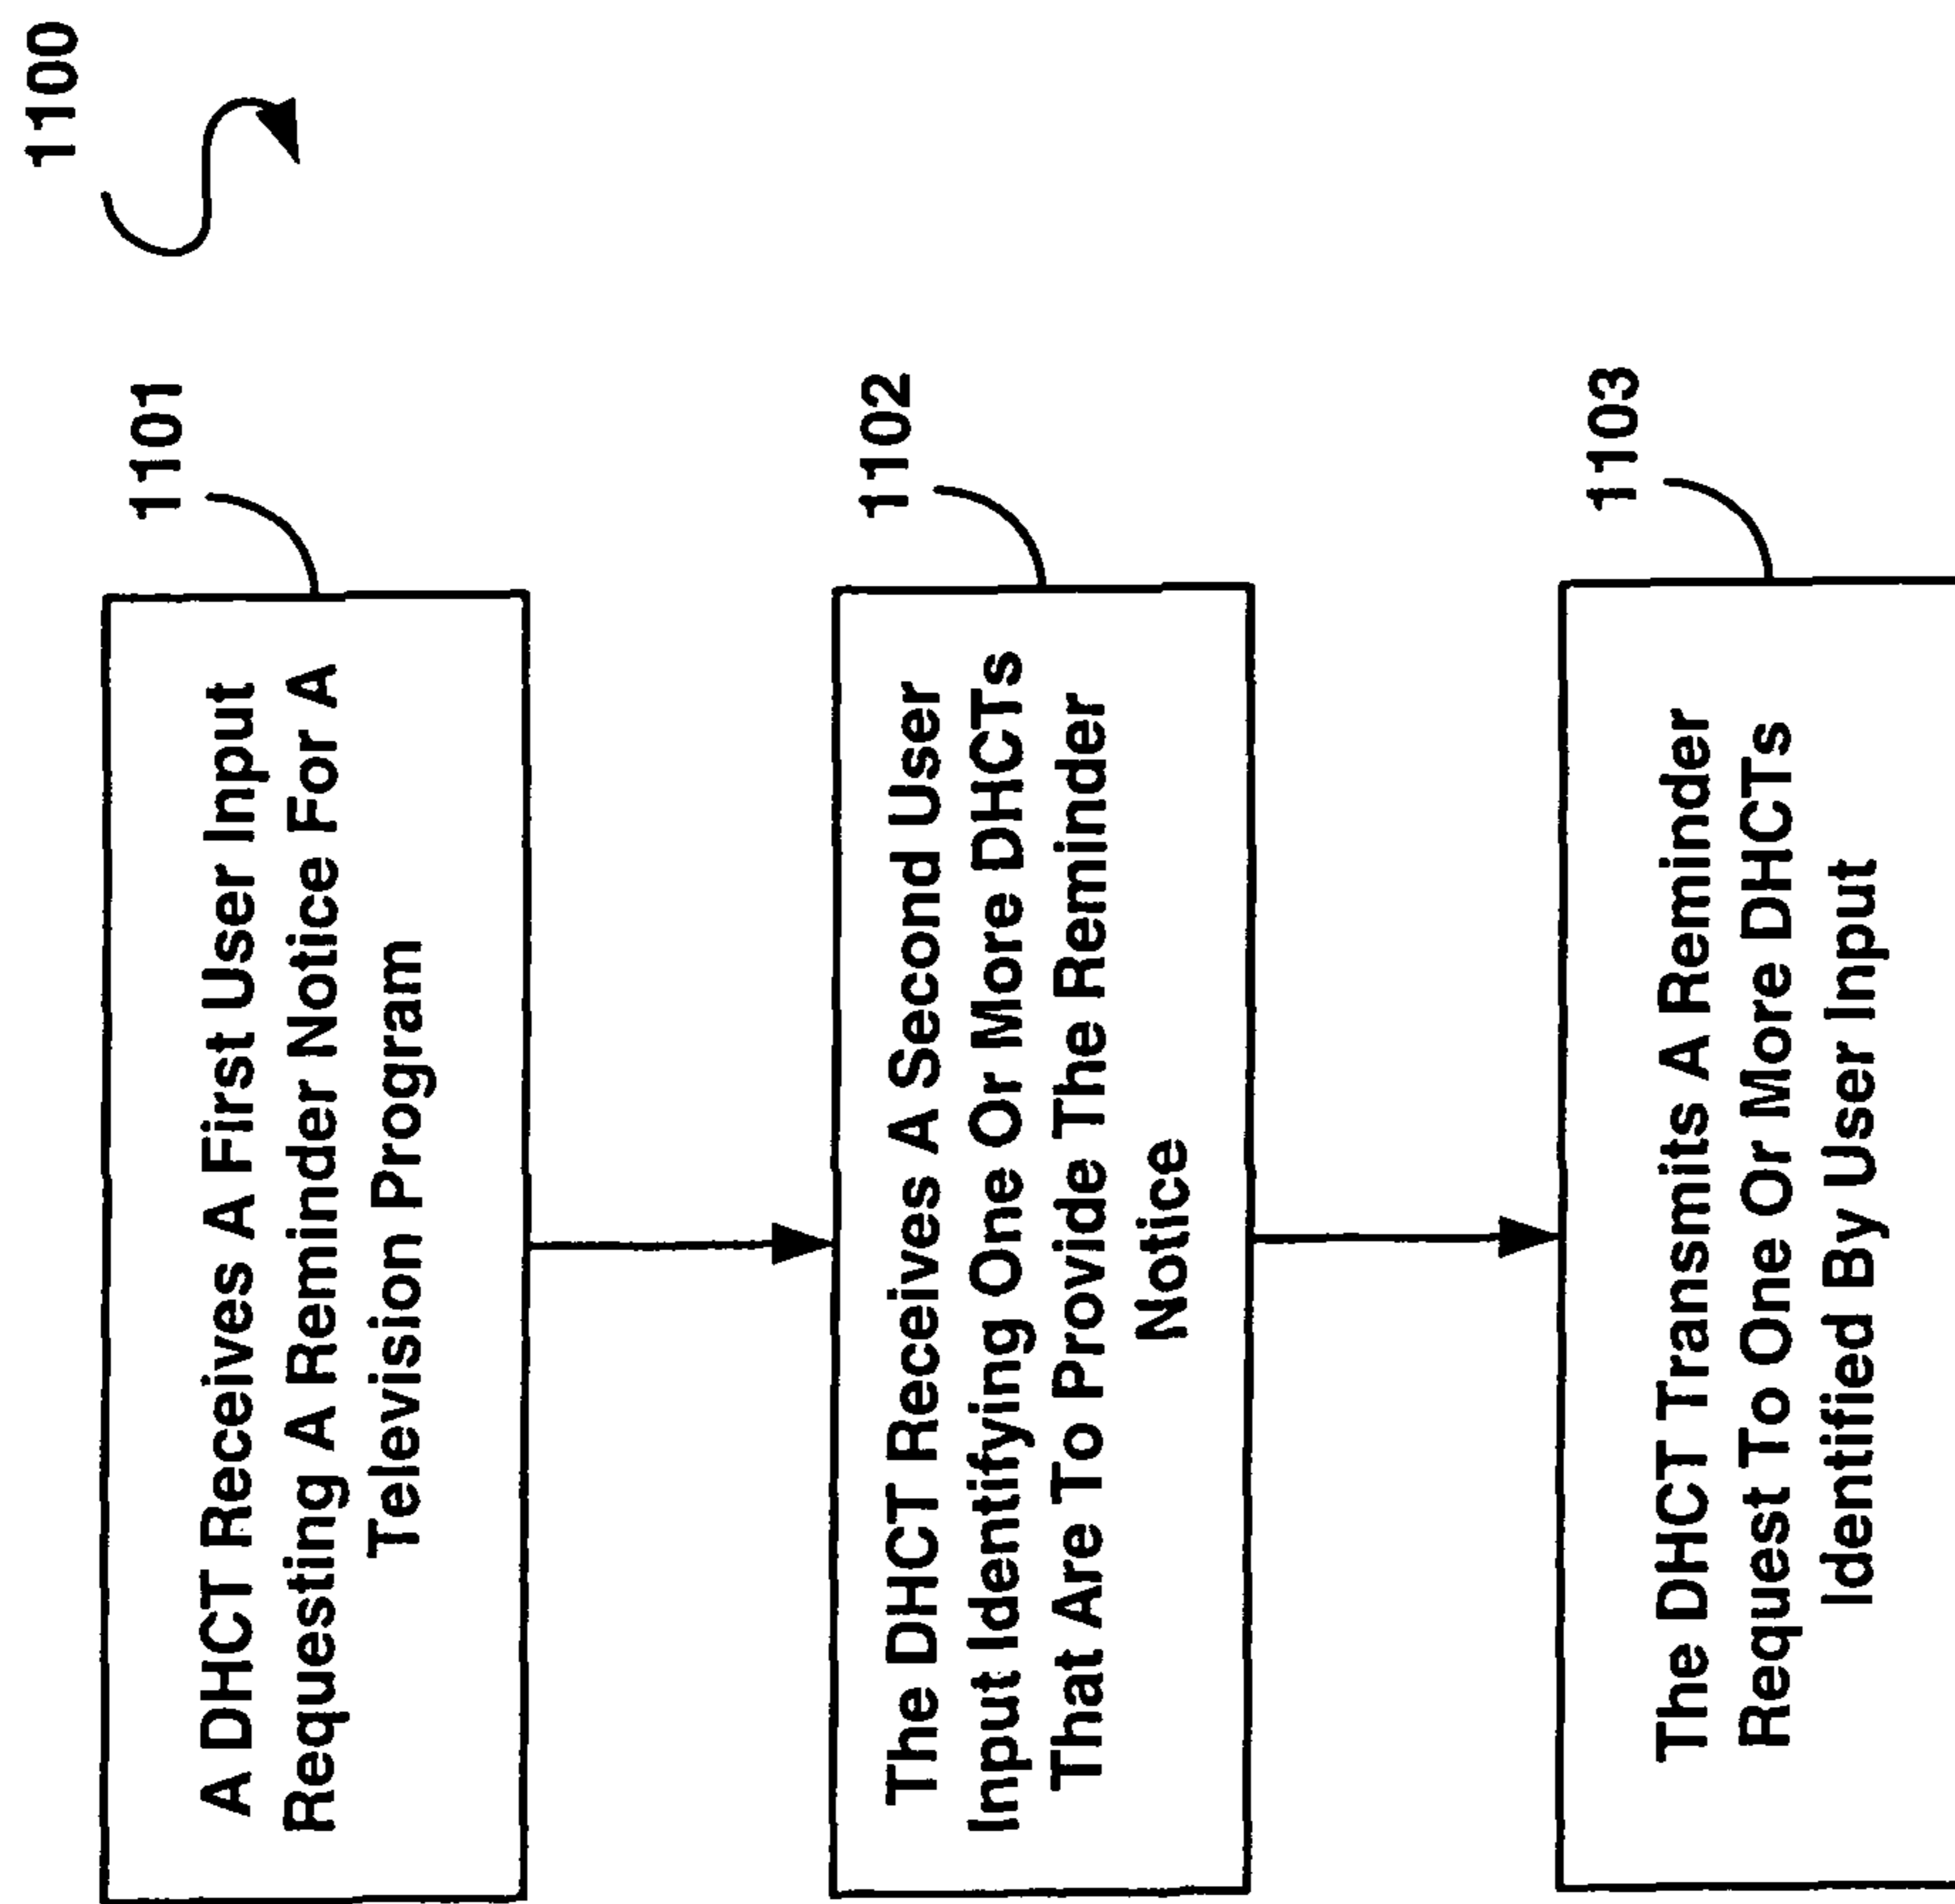 1100
1101
A DHCT Receives A First User Input
Requesting A Reminder Notice For A
Television Program
1102
The DHCT Receives A Second User
Input Identifying One Or More DHCTs
That Are To Provide The Reminder
Notice
1103
The DHCT Transmits A Reminder
Request To One Or More DHCTs
Identified By User Input